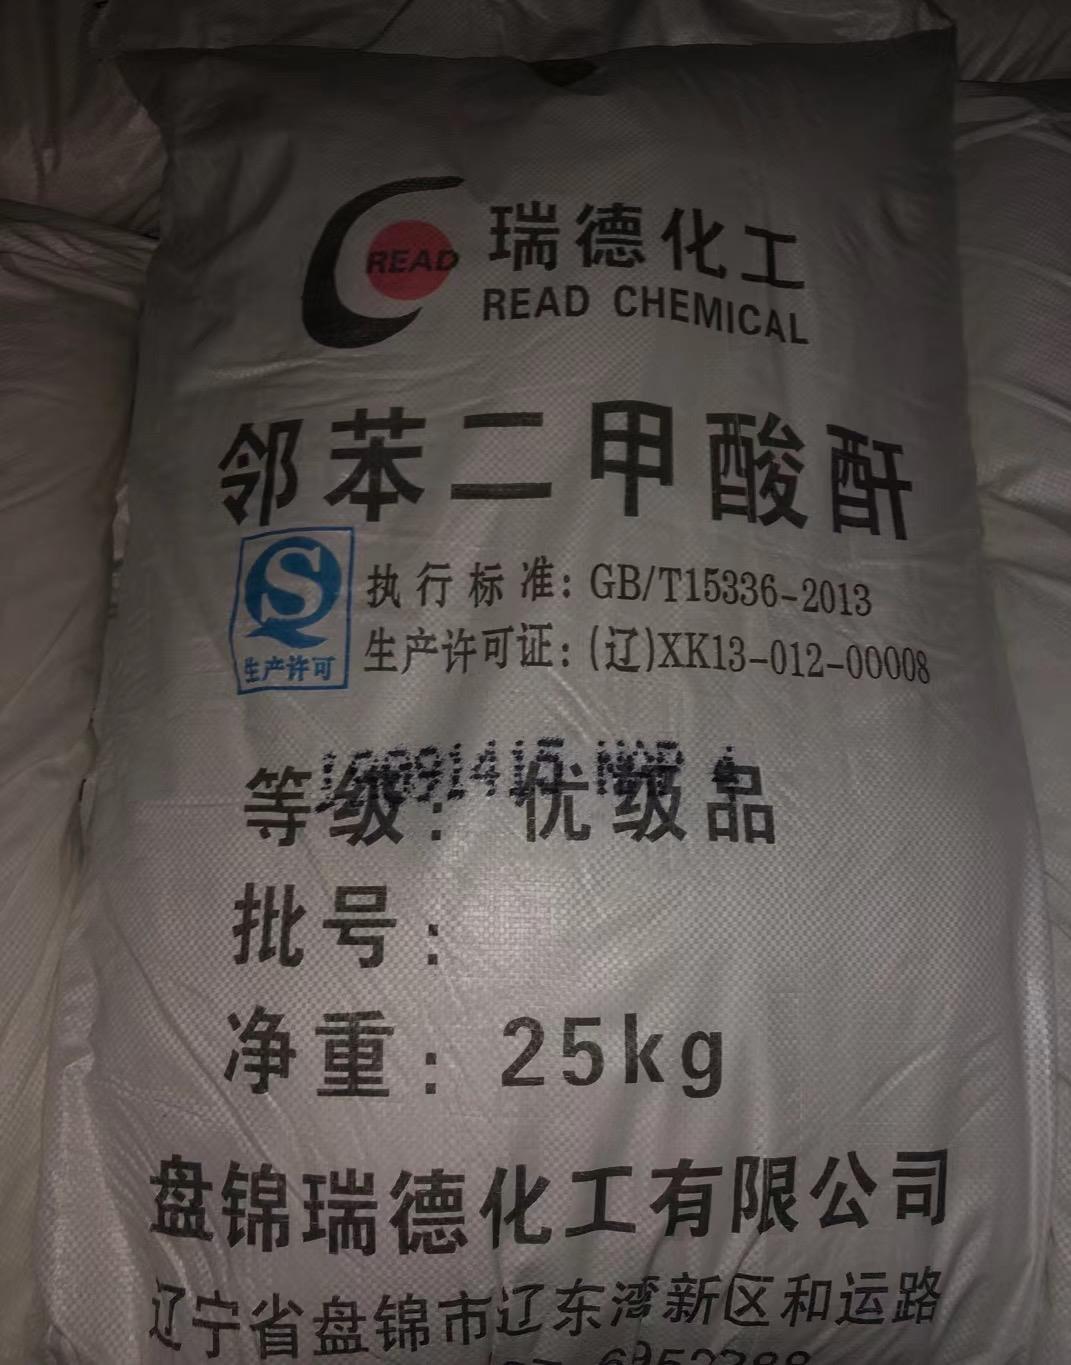 READ
瑞德化工
READ CHEMICAL
邻苯二甲酸酐
生产许可
执行标准：GB/T15336-2013
生产许可证：(辽)XK13-012-00008
等级：优级品
批号：
净重：25kg
盘锦瑞德化工有限公司
辽宁省盘锦市辽东湾新区和运路